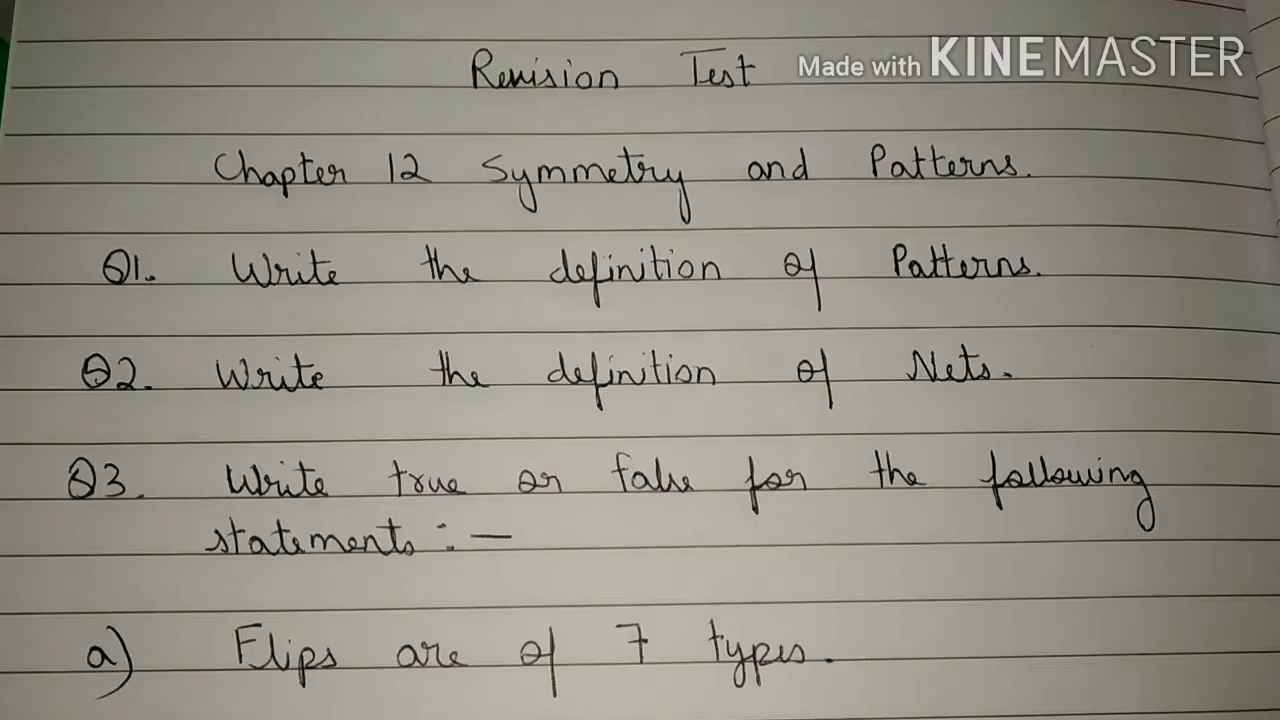 Revision Test
Made with KINEMASTER
Chapter 12 Symmetry and Patterns.
Q1. Write the definition of Patterns.
Q2. Write the definition of Nets.
Q3. Write true or false for the following
statements :-
a) Flips are of 7 types.